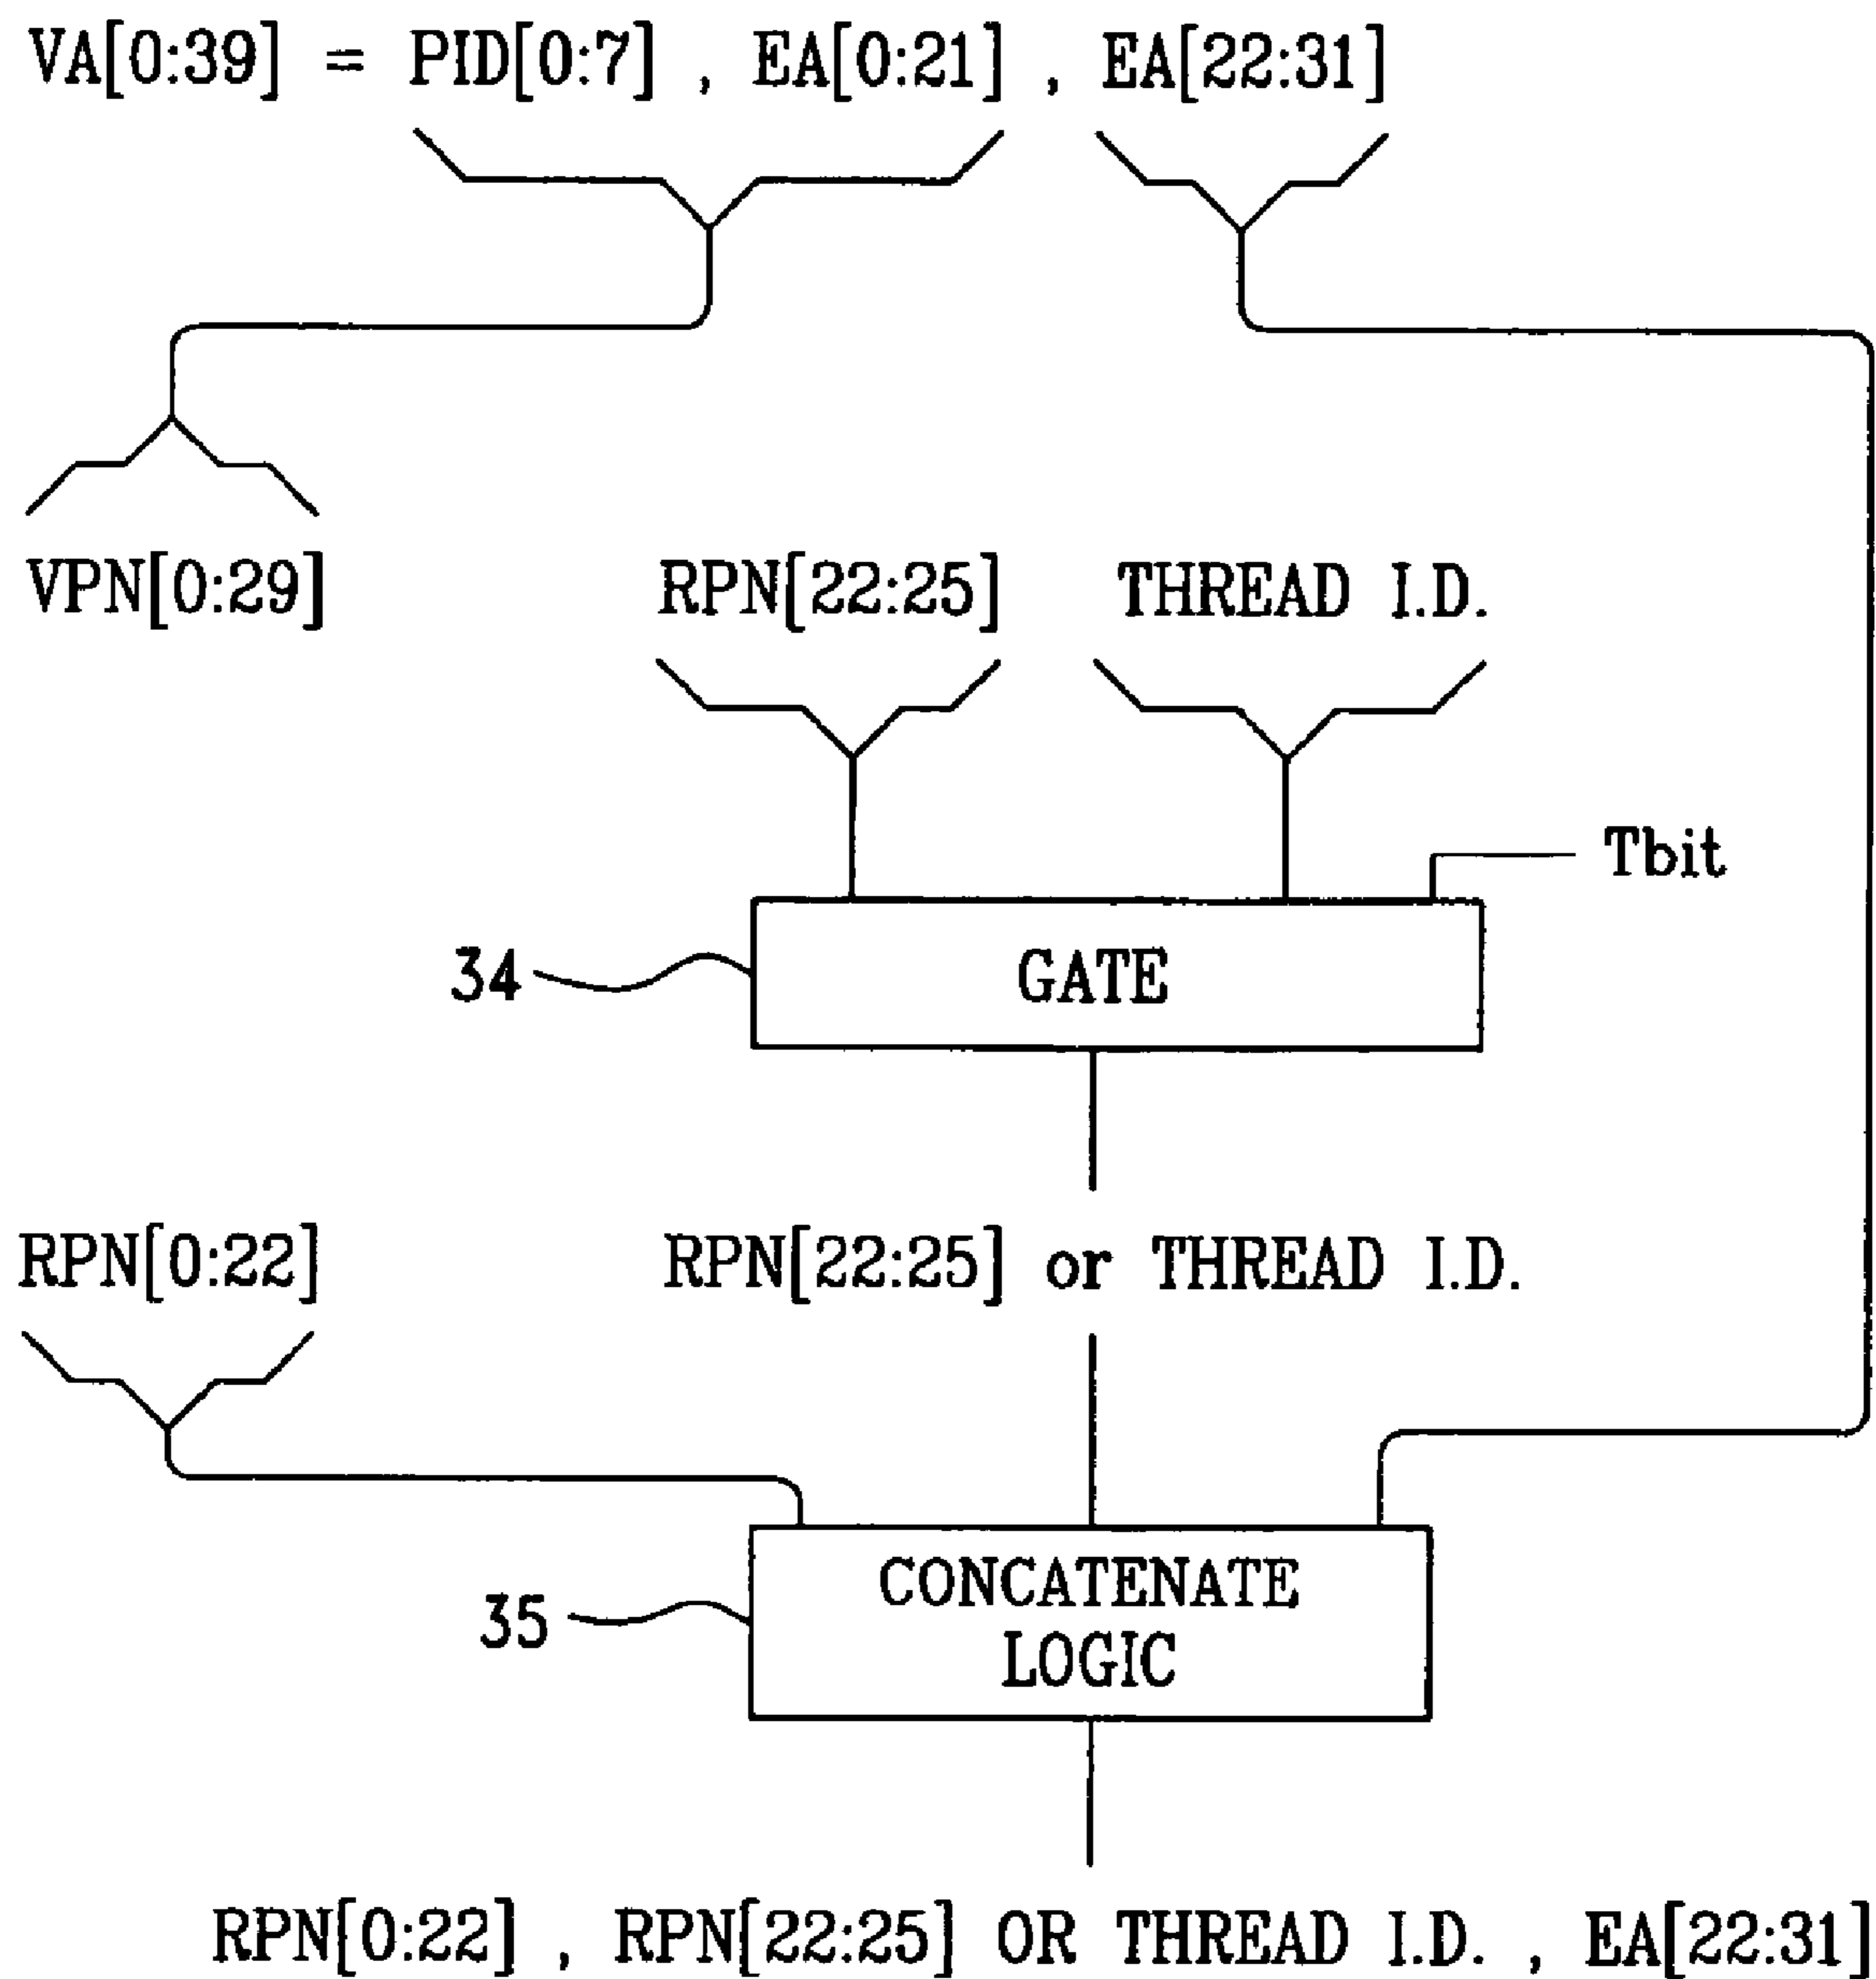 VA[0:39] = PID[0:7] , EA[0:21] , EA[22:31]
VPN[0:29]
RPN[22:25]
THREAD I.D.
Tbit
34
GATE
RPN[0:22]
RPN[22:25] or THREAD I.D.
35
CONCATENATE
LOGIC
RPN[0:22] , RPN[22:25] OR THREAD I.D. , EA[22:31]